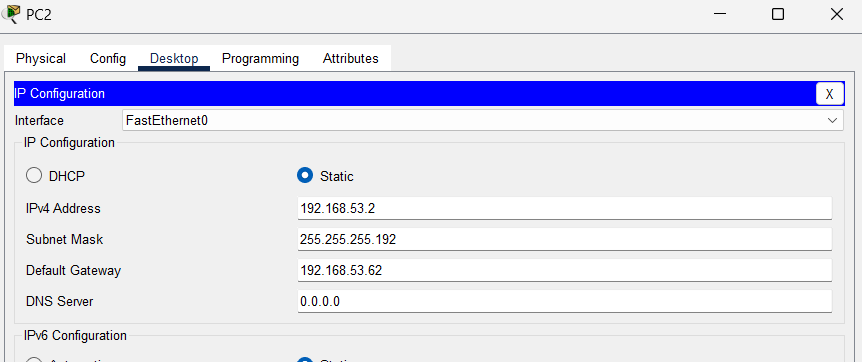 PC2
Physical Config Desktop Programming Attributes
IP Configuration X
Interface FastEthernet0
IP Configuration
DHCP Static
IPv4 Address 192.168.53.2
Subnet Mask 255.255.255.192
Default Gateway 192.168.53.62
DNS Server 0.0.0.0
IPv6 Configuration